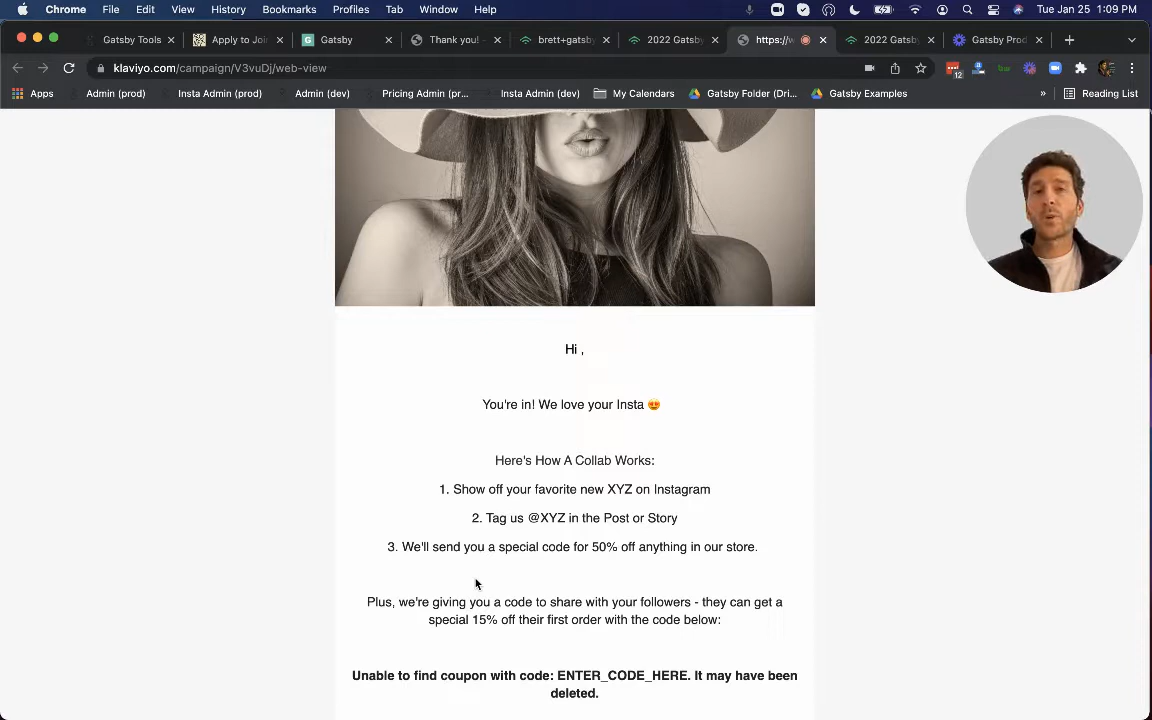 Chrome File Edit View History Bookmarks Profiles Tab Window Help Tue Jan 25 1:09 PM
Gatsby Tools Apply to Joi Gatsby Thank you! - brett+gatsby 2022 Gatsby https://v 2022 Gatsby Gatsby Prod
klaviyo.com/campaign/V3vuDj/web-view 12
Apps Admin (prod) Insta Admin (prod) Admin (dev) Pricing Admin (pr... Insta Admin (dev) My Calendars Gatsby Folder (Dri... Gatsby Examples » Reading List
Hi ,
You're in! We love your Insta 😍
Here's How A Collab Works:
1. Show off your favorite new XYZ on Instagram
2. Tag us @XYZ in the Post or Story
3. We'll send you a special code for 50% off anything in our store.
Plus, we're giving you a code to share with your followers - they can get a
special 15% off their first order with the code below:
Unable to find coupon with code: ENTER_CODE_HERE. It may have been
deleted.